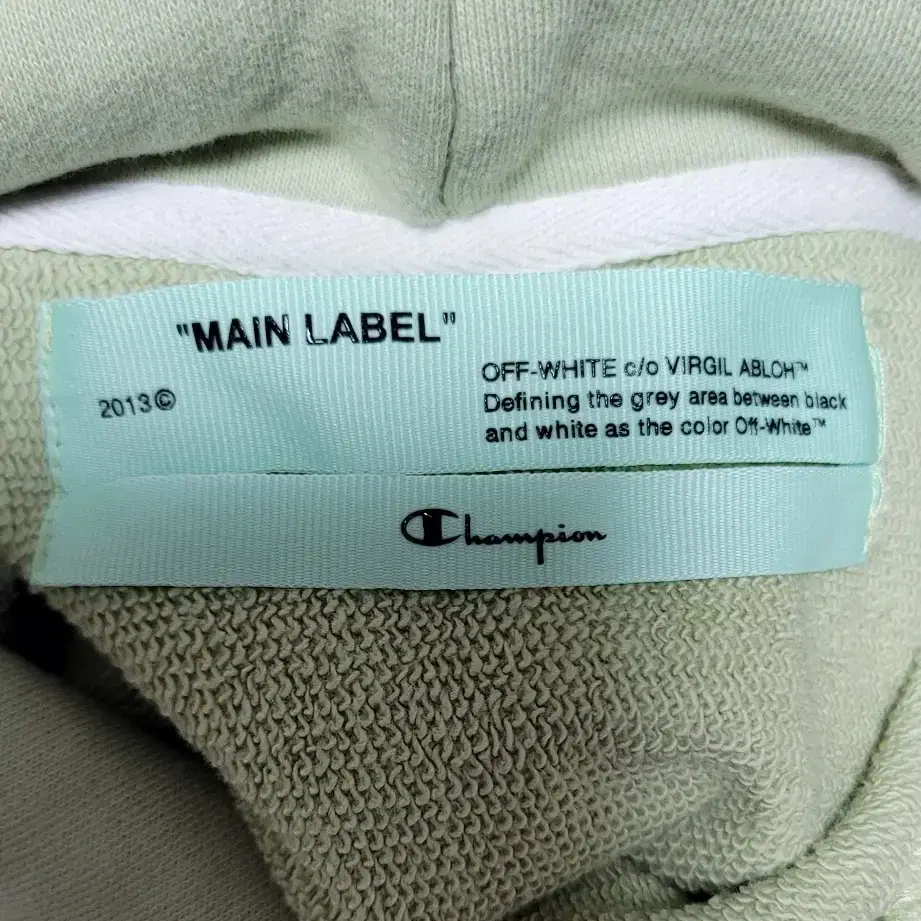 "MAIN LABEL"
2013©
OFF-WHITE c/o VIRGIL ABLOH™
Defining the grey area between black
and white as the color Off-White™
Champion